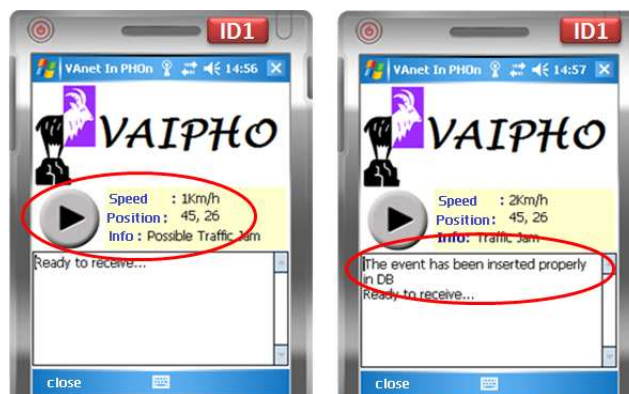 ID1
VAnet In PHOn 14:56
VAIPHO
Speed : 1Km/h
Position : 45, 26
Info : Possible Traffic Jam
Ready to receive...
close
ID1
VAnet In PHOn 14:57
VAIPHO
Speed : 2Km/h
Position : 45, 26
Info: Traffic Jam
The event has been inserted properly
in DB
Ready to receive...
close